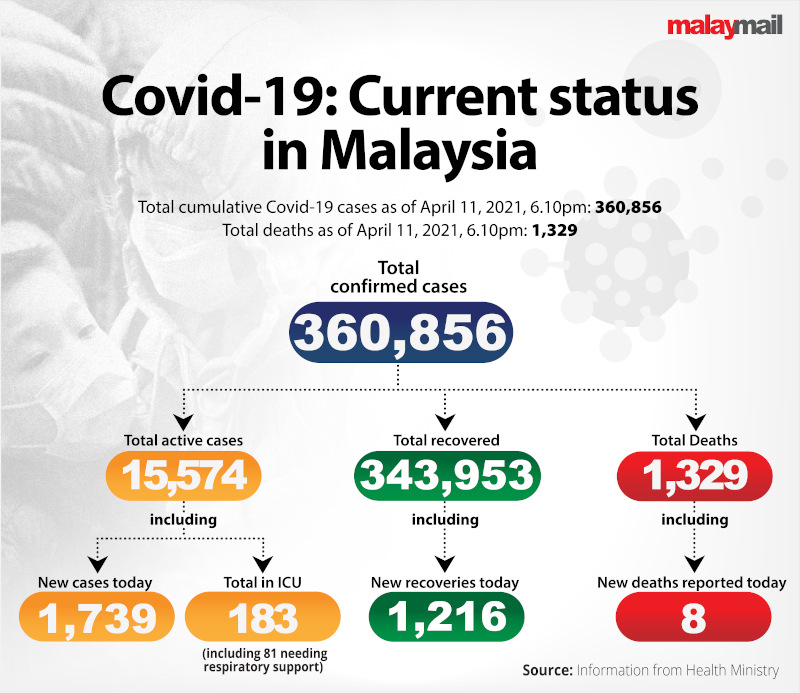 malaymail
Covid-19: Current status
in Malaysia
Total cumulative Covid-19 cases as of April 11, 2021, 6.10pm: 360,856
Total deaths as of April 11, 2021, 6.10pm: 1,329
Total
confirmed cases
360,856
Total active cases
15,574
including
Total recovered
343,953
including
Total Deaths
1,329
including
New cases today
1,739
Total in ICU
183
(including 81 needing
respiratory support)
New recoveries today
1,216
New deaths reported today
8
Source: Information from Health Ministry